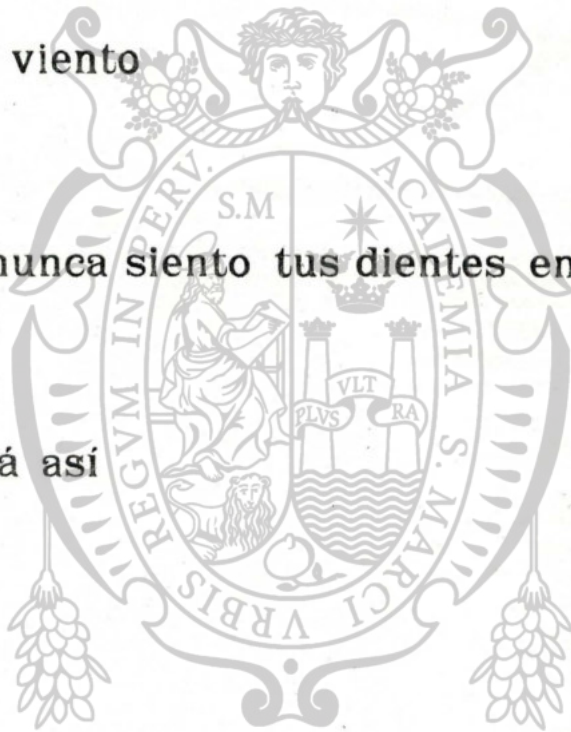 viento
S.M
nunca siento tus dientes en
PLVS VLT RA
á así
ACADEMIA S. MARCI VRBIS REGVM IN PERV.